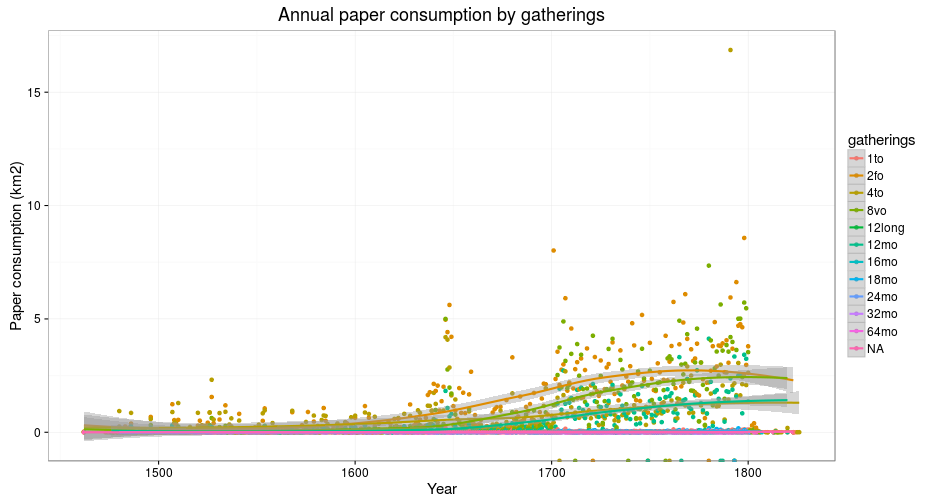 Annual paper consumption by gatherings
Paper consumption (km2)
15
10
5
0
1500
1600
1700
1800
Year
gatherings
1to
2fo
4to
8vo
12long
12mo
16mo
18mo
24mo
32mo
64mo
NA